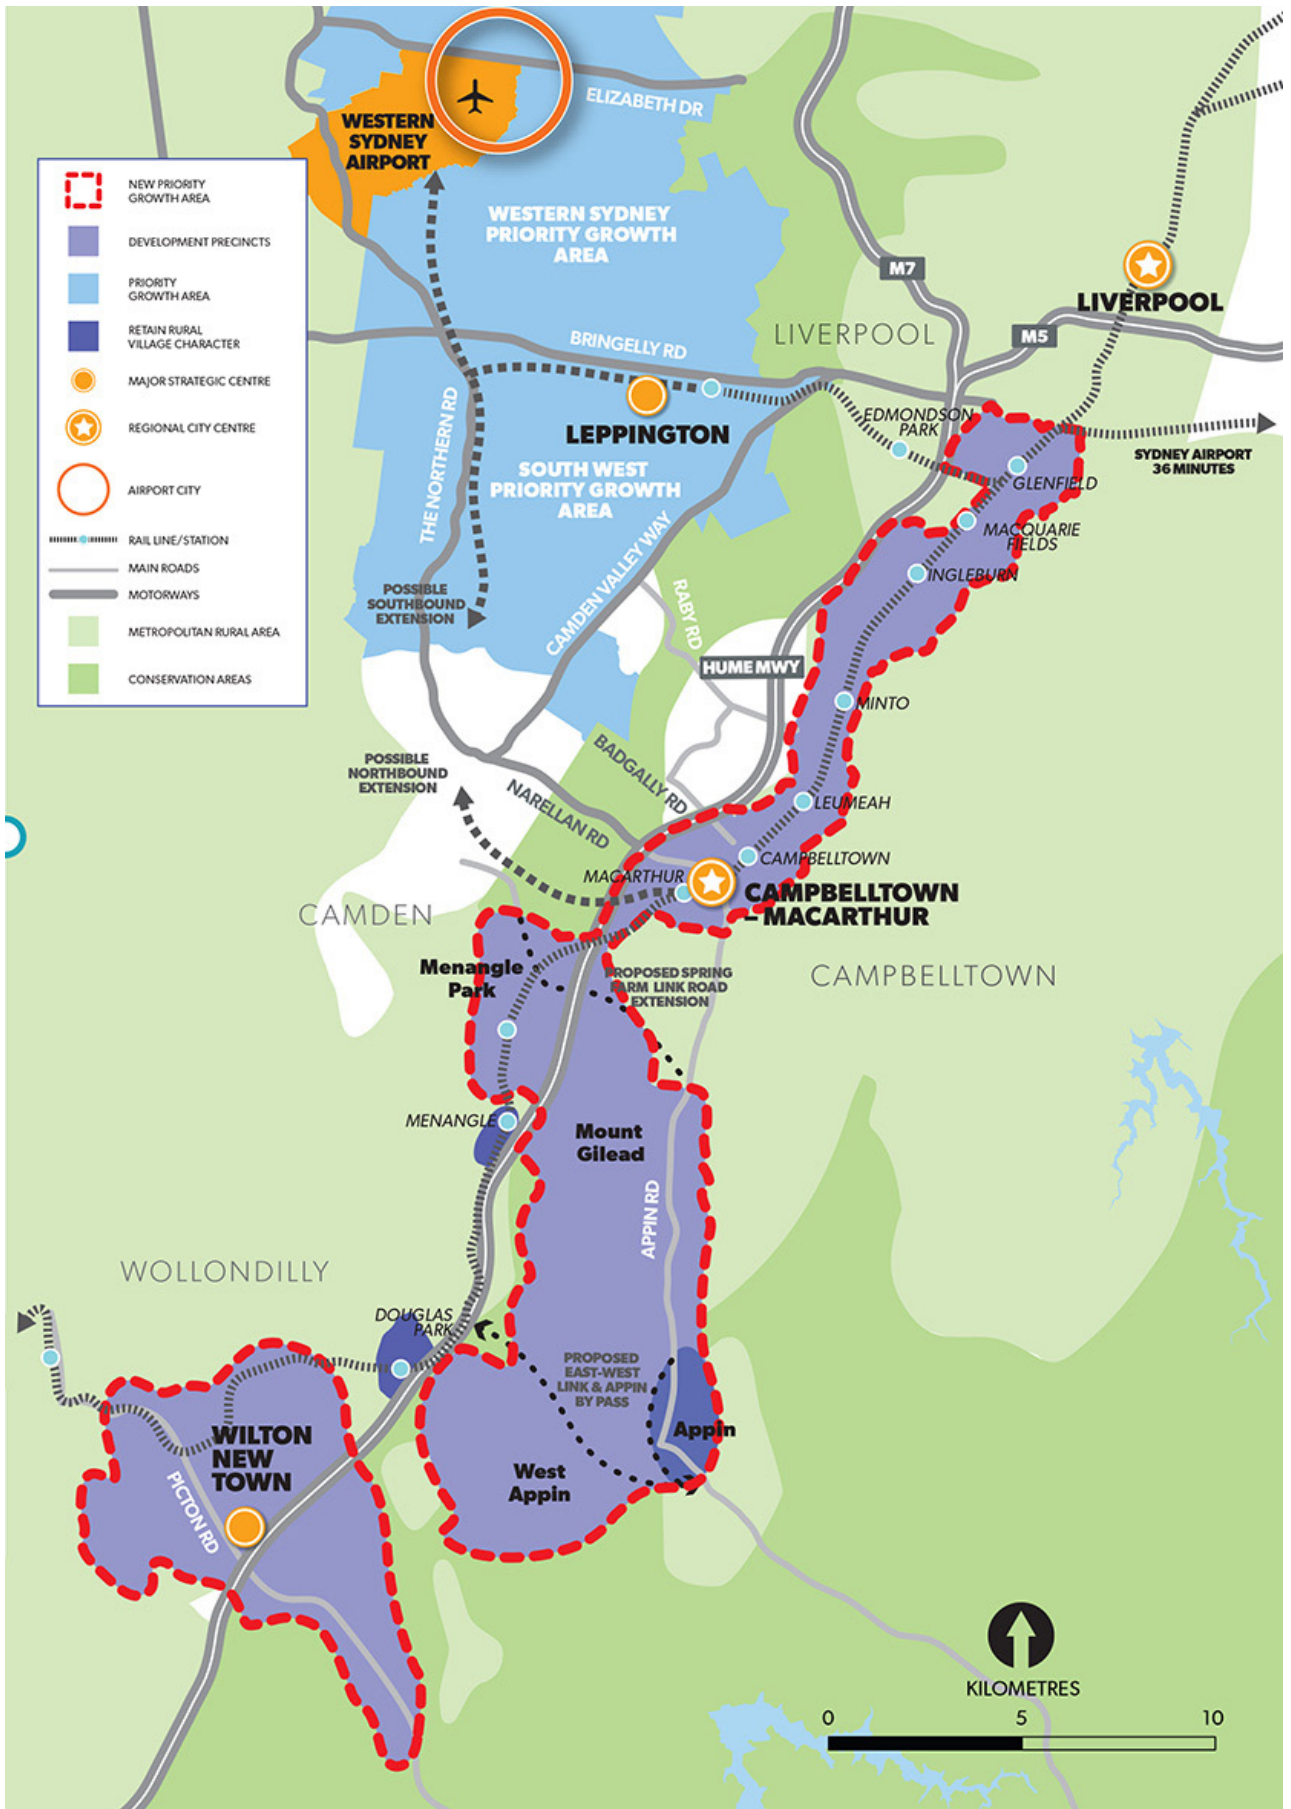 ELIZABETH DR
WESTERN
SYDNEY
AIRPORT
NEW PRIORITY
GROWTH AREA
DEVELOPMENT PRECINCTS
PRIORITY
GROWTH AREA
RETAIN RURAL
VILLAGE CHARACTER
MAJOR STRATEGIC CENTRE
REGIONAL CITY CENTRE
AIRPORT CITY
RAIL LINE/STATION
MAIN ROADS
MOTORWAYS
METROPOLITAN RURAL AREA
CONSERVATION AREAS
WESTERN SYDNEY
PRIORITY GROWTH
AREA
M7
LIVERPOOL
LIVERPOOL
M5
BRINGELLY RD
THE NORTHERN RD
LEPPINGTON
EDMONDSON
PARK
SYDNEY AIRPORT
36 MINUTES
SOUTH WEST
PRIORITY GROWTH
AREA
GLENFIELD
MACQUARIE
FIELDS
INGLEBURN
CAMDEN VALLEY WAY
POSSIBLE
SOUTHBOUND
EXTENSION
RABY RD
HUME MWY
MINTO
POSSIBLE
NORTHBOUND
EXTENSION
BADGALLY RD
NARELLAN RD
LEUMEAH
CAMPBELLTOWN
MACARTHUR
CAMPBELLTOWN
– MACARTHUR
CAMDEN
Menangle
Park
PROPOSED SPRING
FARM LINK ROAD
EXTENSION
CAMPBELLTOWN
MENANGLE
Mount
Gilead
APPIN RD
WOLLONDILLY
DOUGLAS
PARK
PROPOSED
EAST-WEST
LINK & APPIN
BY PASS
Appin
WILTON
NEW
TOWN
West
Appin
PICTON RD
KILOMETRES
0 5 10